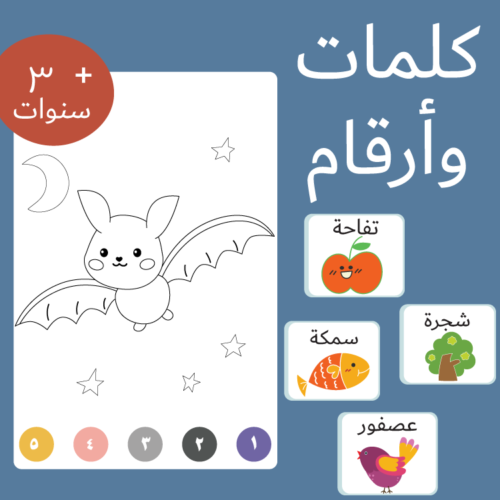 كلمات
وأرقام
+ ٣
سنوات
تفاحة
شجرة
سمكة
عصفور
١ ٢ ٣ ٤ ٥